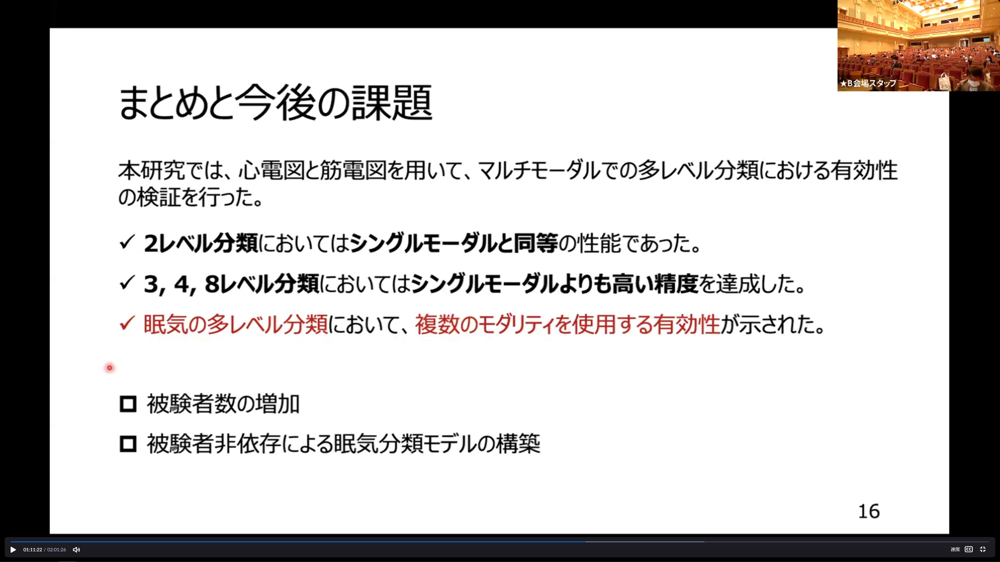 ★B会場スタッフ
まとめと今後の課題
本研究では、心電図と筋電図を用いて、マルチモーダルでの多レベル分類における有効性
の検証を行った。
✓ 2レベル分類においてはシングルモーダルと同等の性能であった。
✓ 3, 4, 8レベル分類においてはシングルモーダルよりも高い精度を達成した。
✓ 眠気の多レベル分類において、複数のモダリティを使用する有効性が示された。
被験者数の増加
被験者非依存による眠気分類モデルの構築
16
01:11:22 / 02:01:26
速度 CC